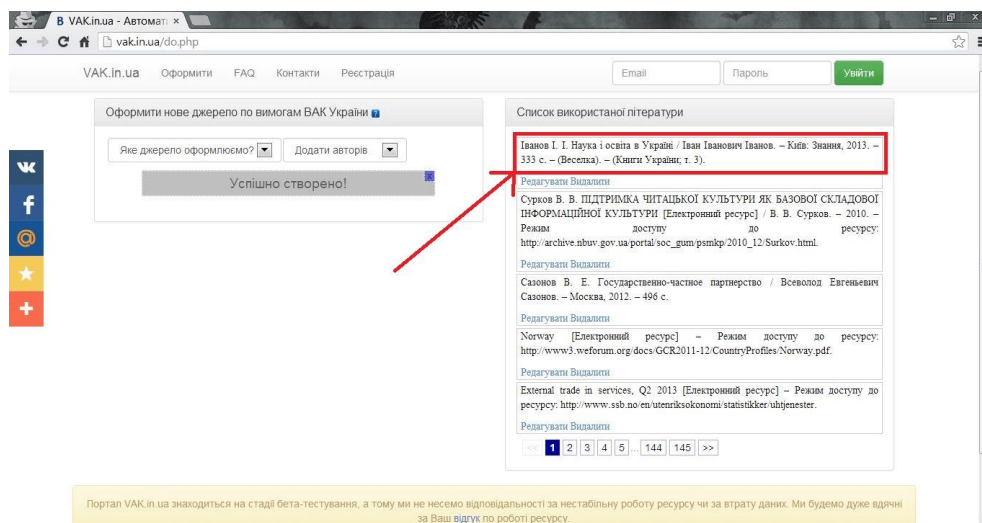 B VAK.in.ua - Автомат
vak.in.ua/do.php
VAK.in.ua Оформити FAQ Контакти Реєстрація Email Пароль Увійти
Оформити нове джерело по вимогам ВАК України ?
Яке джерело оформлюємо? Додати авторів
Успішно створено! x
Список використаної літератури
Іванов І. І. Наука і освіта в Україні / Іван Іванович Іванов. – Київ: Знання, 2013. –
333 с. – (Веселка). – (Книги України; т. 3).
Редагувати Видалити
Сурков В. В. ПІДТРИМКА ЧИТАЦЬКОЇ КУЛЬТУРИ ЯК БАЗОВОЇ СКЛАДОВОЇ
ІНФОРМАЦІЙНОЇ КУЛЬТУРИ [Електронний ресурс] / В. В. Сурков. – 2010. –
Режим доступу до ресурсу:
http://archive.nbuv.gov.ua/portal/soc_gum/psmkp/2010_12/Surkov.html.
Редагувати Видалити
Сазонов В. Е. Государственно-частное партнерство / Всеволод Евгеньевич
Сазонов. – Москва, 2012. – 496 с.
Редагувати Видалити
Norway [Електронний ресурс] – Режим доступу до ресурсу:
http://www3.weforum.org/docs/GCR2011-12/CountryProfiles/Norway.pdf.
Редагувати Видалити
External trade in services, Q2 2013 [Електронний ресурс] – Режим доступу до
ресурсу: http://www.ssb.no/en/utenriksokonomi/statistikker/uhtjenester.
Редагувати Видалити
<< 1 2 3 4 5 ... 144 145 >>
Портал VAK.in.ua знаходиться на стадії бета-тестування, а тому ми не несемо відповідальності за нестабільну роботу ресурсу чи за втрату даних. Ми будемо дуже вдячні
за Ваш відгук по роботі ресурсу.